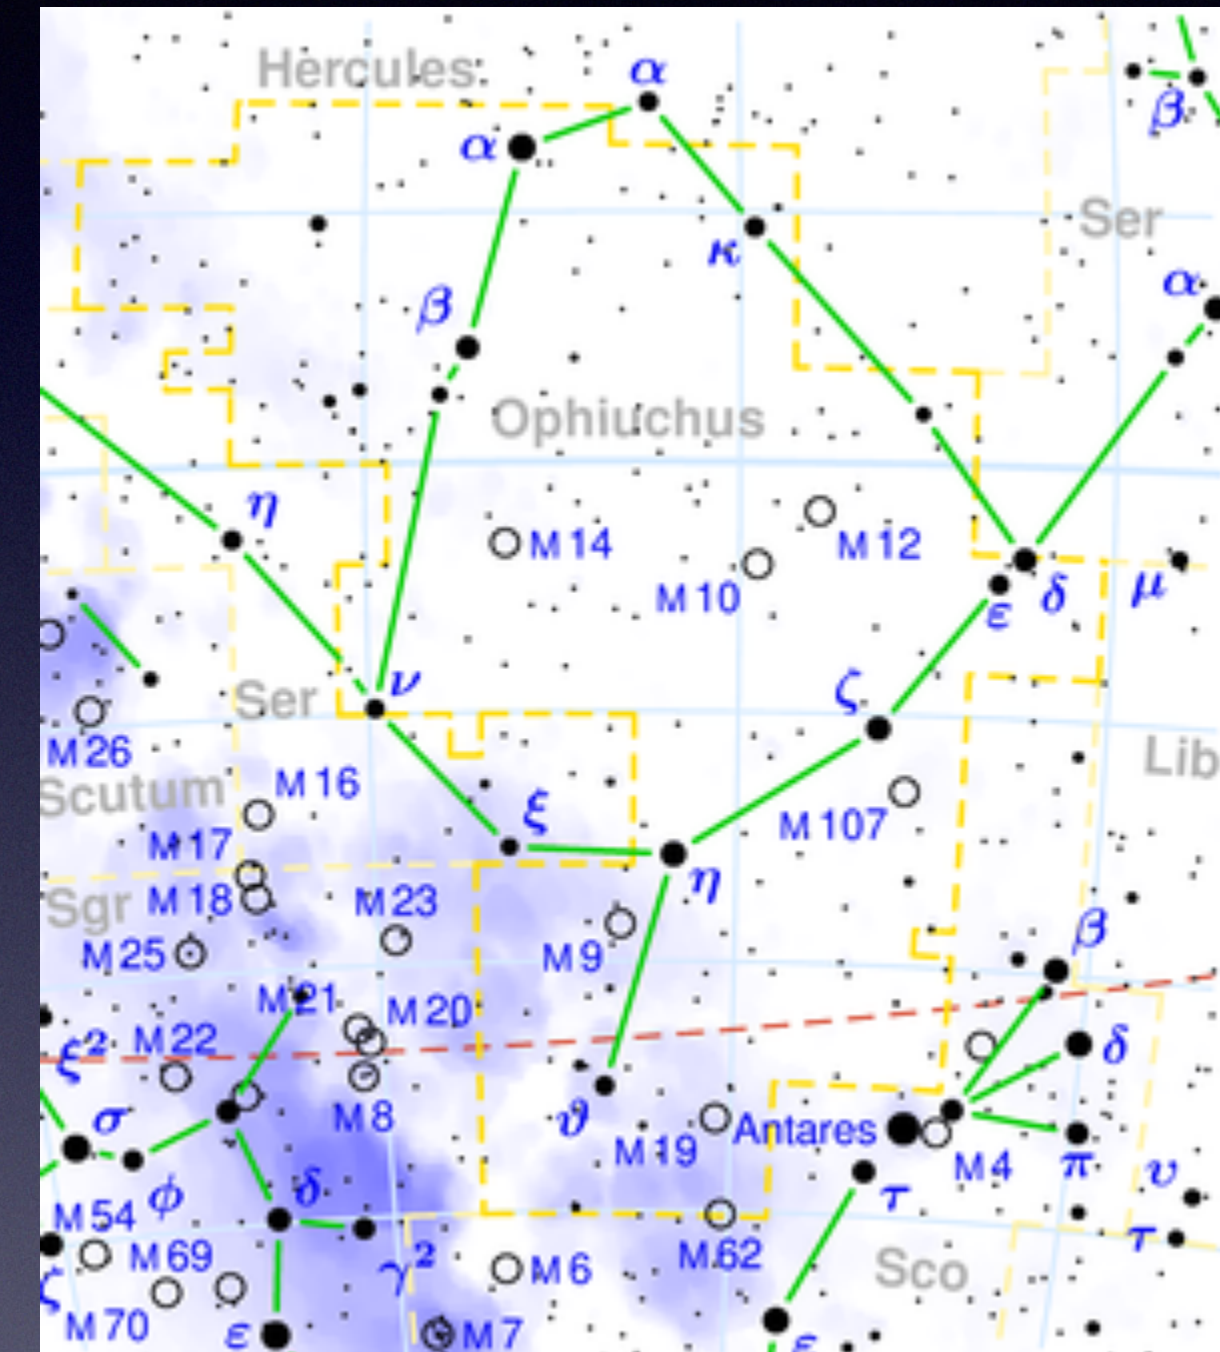 Hercules
α
α
β
κ
Ser
α
β
Ophiuchus
η
M 14
M 12
M 10
ε
δ
μ
ν
ζ
Ser
M 26
Lib
Scutum
M 16
ξ
M 107
M 17
η
Sgr
M 18
M 23
β
M 25
M 9
M 21
M 20
ξ²
M 22
δ
σ
M 8
ϑ
M 19
Antares
M 4
π
υ
φ
δ
τ
M 54
τ
M 69
γ²
M 6
M 62
Sco
ζ
M 70
ε
M 7
ε